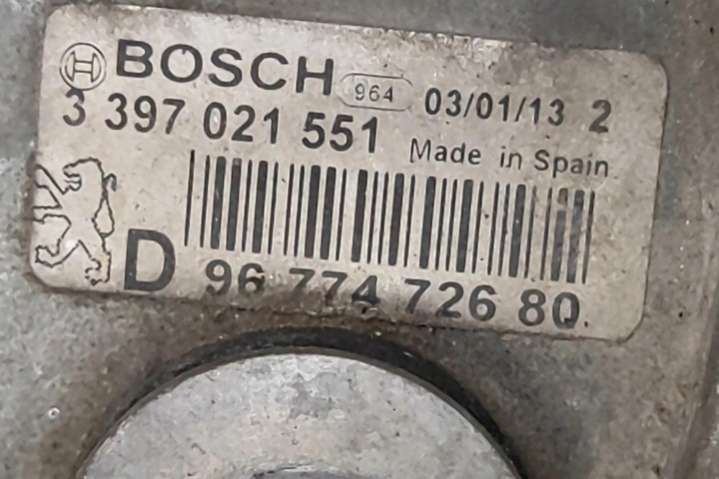 BOSCH 964 03/01/13 2
3 397 021 551 Made in Spain
D 96 774 726 80